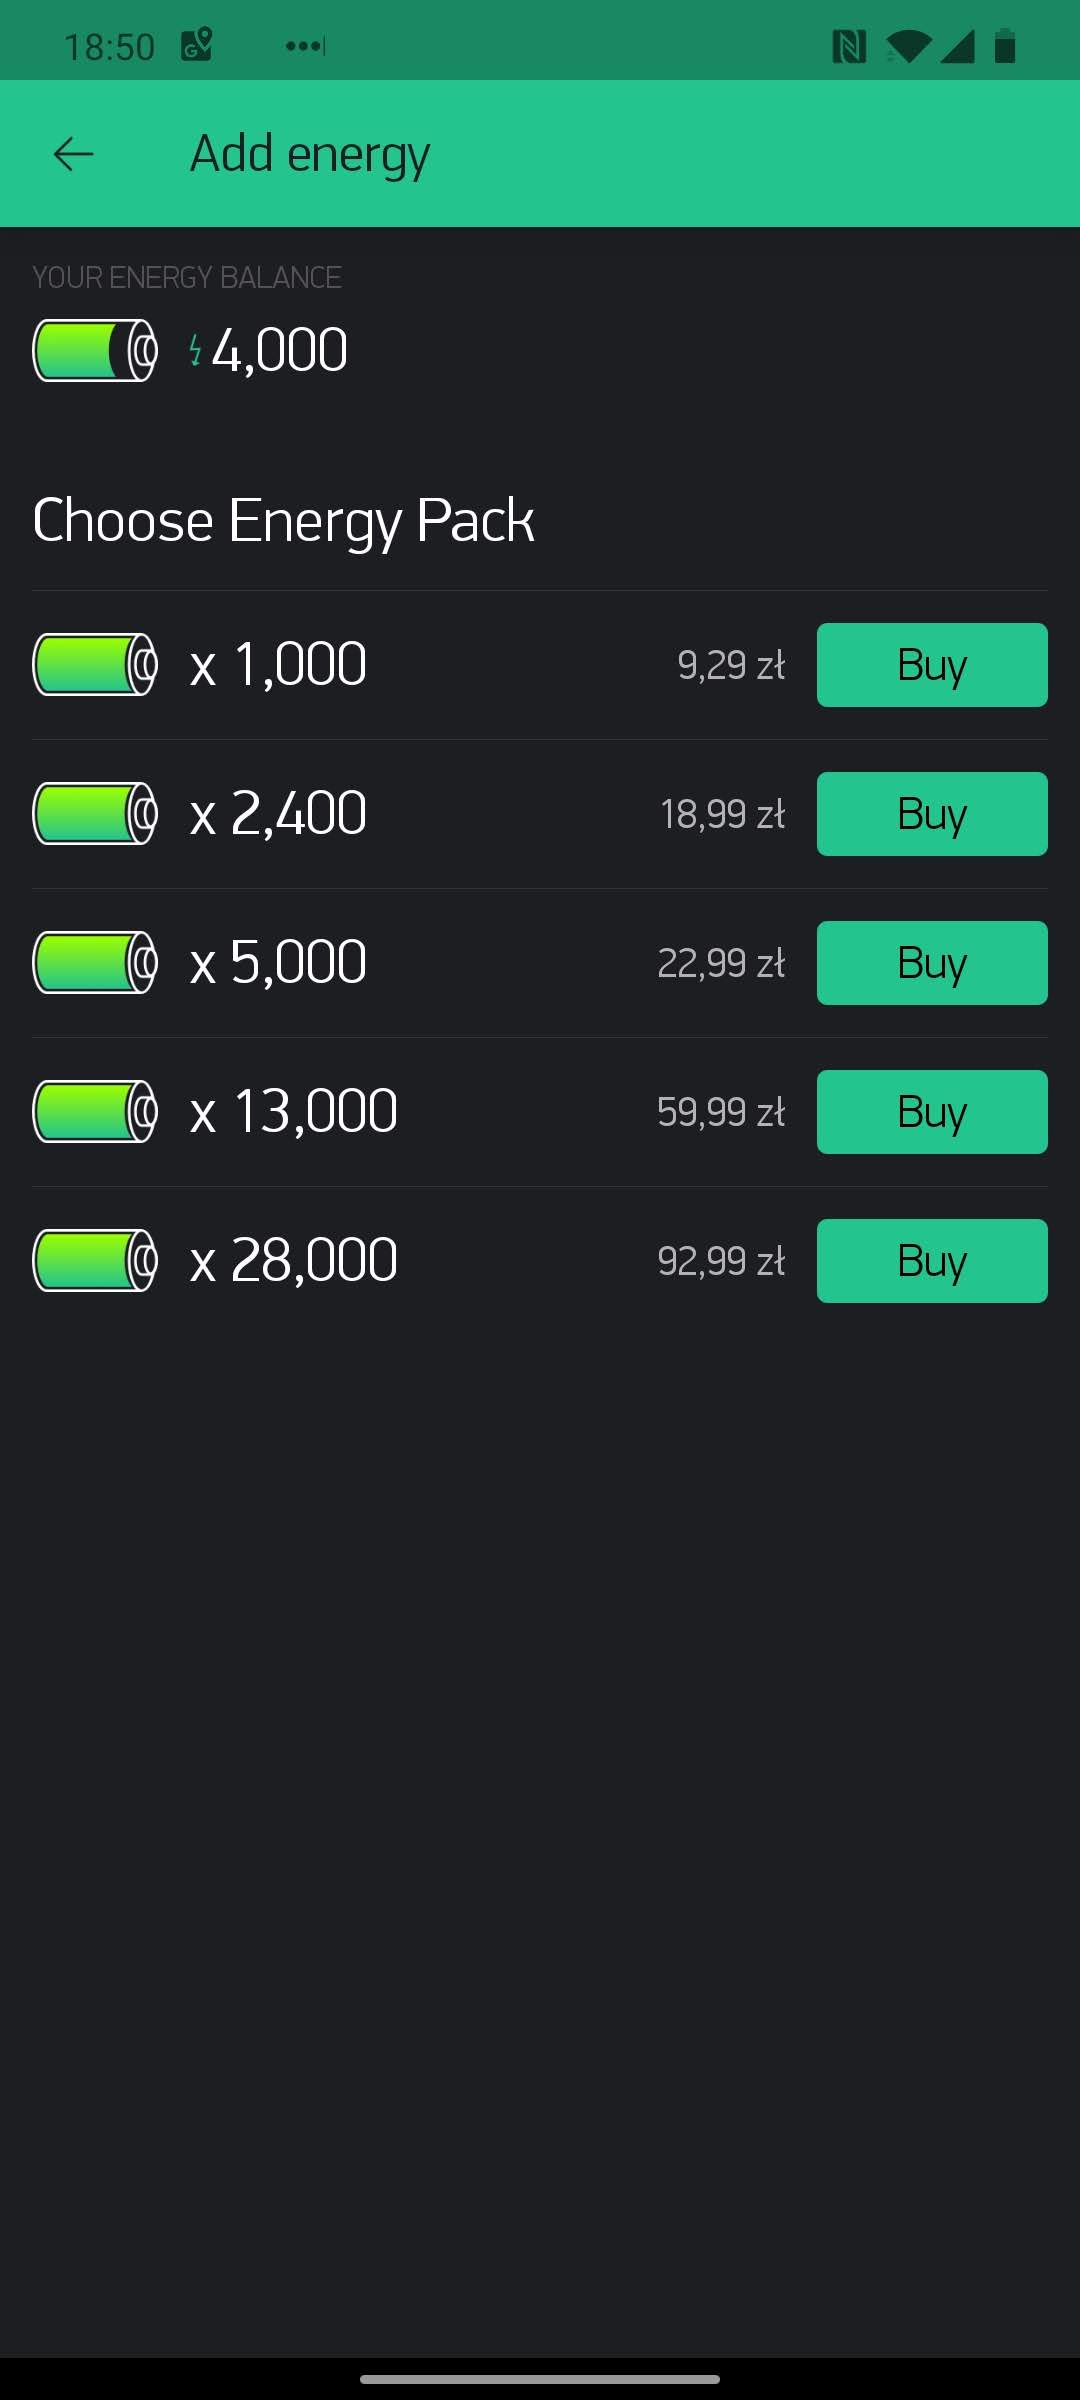 18:50
Add energy
YOUR ENERGY BALANCE
4,000
Choose Energy Pack
x 1,000 9,29 zł Buy
x 2,400 18,99 zł Buy
x 5,000 22,99 zł Buy
x 13,000 59,99 zł Buy
x 28,000 92,99 zł Buy